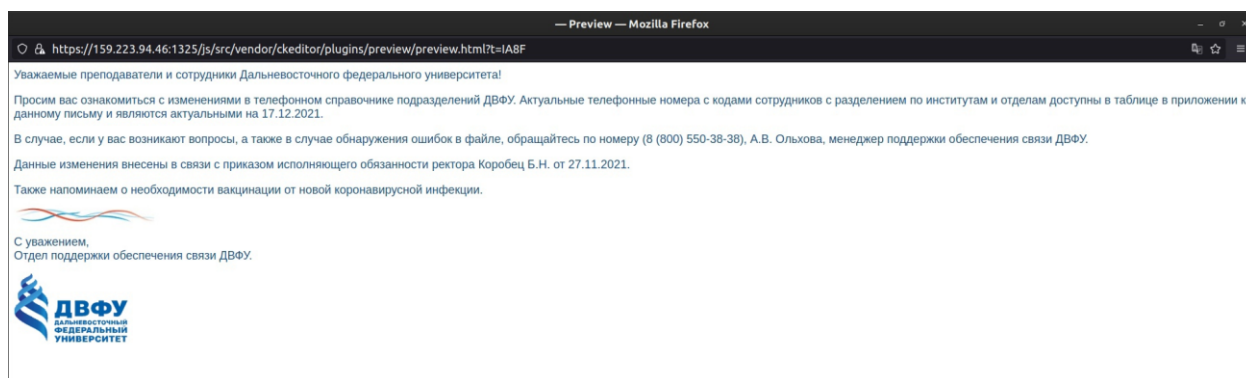 — Preview — Mozilla Firefox
https://159.223.94.46:1325/js/src/vendor/ckeditor/plugins/preview/preview.html?t=IA8F
Уважаемые преподаватели и сотрудники Дальневосточного федерального университета!
Просим вас ознакомиться с изменениями в телефонном справочнике подразделений ДВФУ. Актуальные телефонные номера с кодами сотрудников с разделением по институтам и отделам доступны в таблице в приложении к
данному письму и являются актуальными на 17.12.2021.
В случае, если у вас возникают вопросы, а также в случае обнаружения ошибок в файле, обращайтесь по номеру (8 (800) 550-38-38), А.В. Ольхова, менеджер поддержки обеспечения связи ДВФУ.
Данные изменения внесены в связи с приказом исполняющего обязанности ректора Коробец Б.Н. от 27.11.2021.
Также напоминаем о необходимости вакцинации от новой коронавирусной инфекции.
С уважением,
Отдел поддержки обеспечения связи ДВФУ.
ДВФУ
ДАЛЬНЕВОСТОЧНЫЙ
ФЕДЕРАЛЬНЫЙ
УНИВЕРСИТЕТ